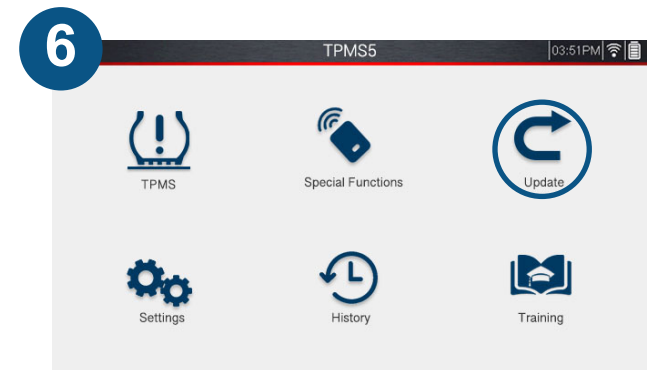 6
TPMS5
03:51PM
TPMS
Special Functions
Update
Settings
History
Training